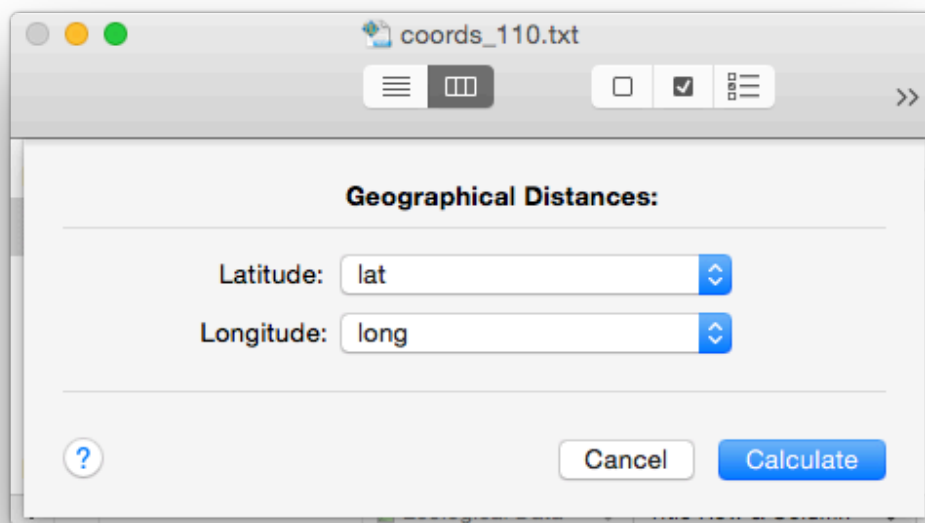 coords_110.txt
Geographical Distances:
Latitude: lat
Longitude: long
? Cancel Calculate